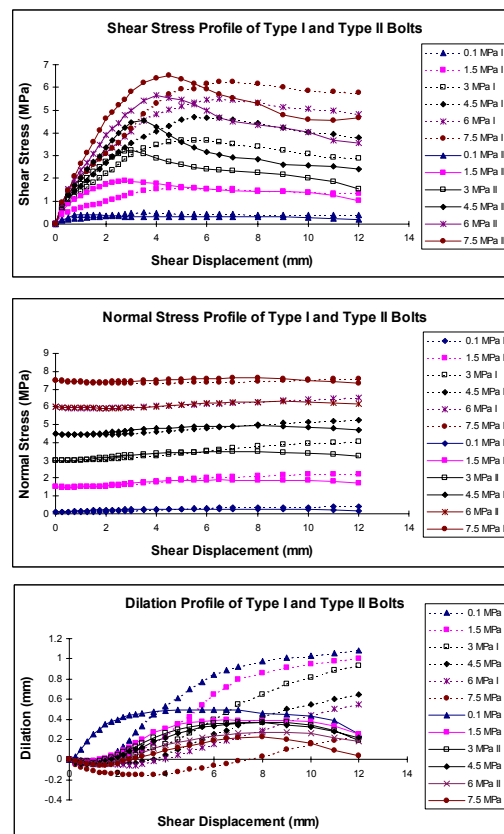 Shear Stress Profile of Type I and Type II Bolts
Shear Stress (MPa)
7
6
5
4
3
2
1
0
0 2 4 6 8 10 12 14
Shear Displacement (mm)
0.1 MPa I
1.5 MPa I
3 MPa I
4.5 MPa I
6 MPa I
7.5 MPa I
0.1 MPa II
1.5 MPa II
3 MPa II
4.5 MPa II
6 MPa II
7.5 MPa II
Normal Stress Profile of Type I and Type II Bolts
Normal Stress (MPa)
9
8
7
6
5
4
3
2
1
0
0 2 4 6 8 10 12 14
Shear Displacement (mm)
0.1 MPa I
1.5 MPa I
3 MPa I
4.5 MPa I
6 MPa I
7.5 MPa I
0.1 MPa I
1.5 MPa I
3 MPa II
4.5 MPa I
6 MPa II
7.5 MPa I
Dilation Profile of Type I and Type II Bolts
Dilation (mm)
1.2
1
0.8
0.6
0.4
0.2
0
-0.2
-0.4
0 2 4 6 8 10 12 14
Shear Displacement (mm)
0.1 MPa
1.5 MPa
3 MPa I
4.5 MPa
6 MPa I
7.5 MPa
0.1 MPa
1.5 MPa
3 MPa II
4.5 MPa
6 MPa II
7.5 MPa